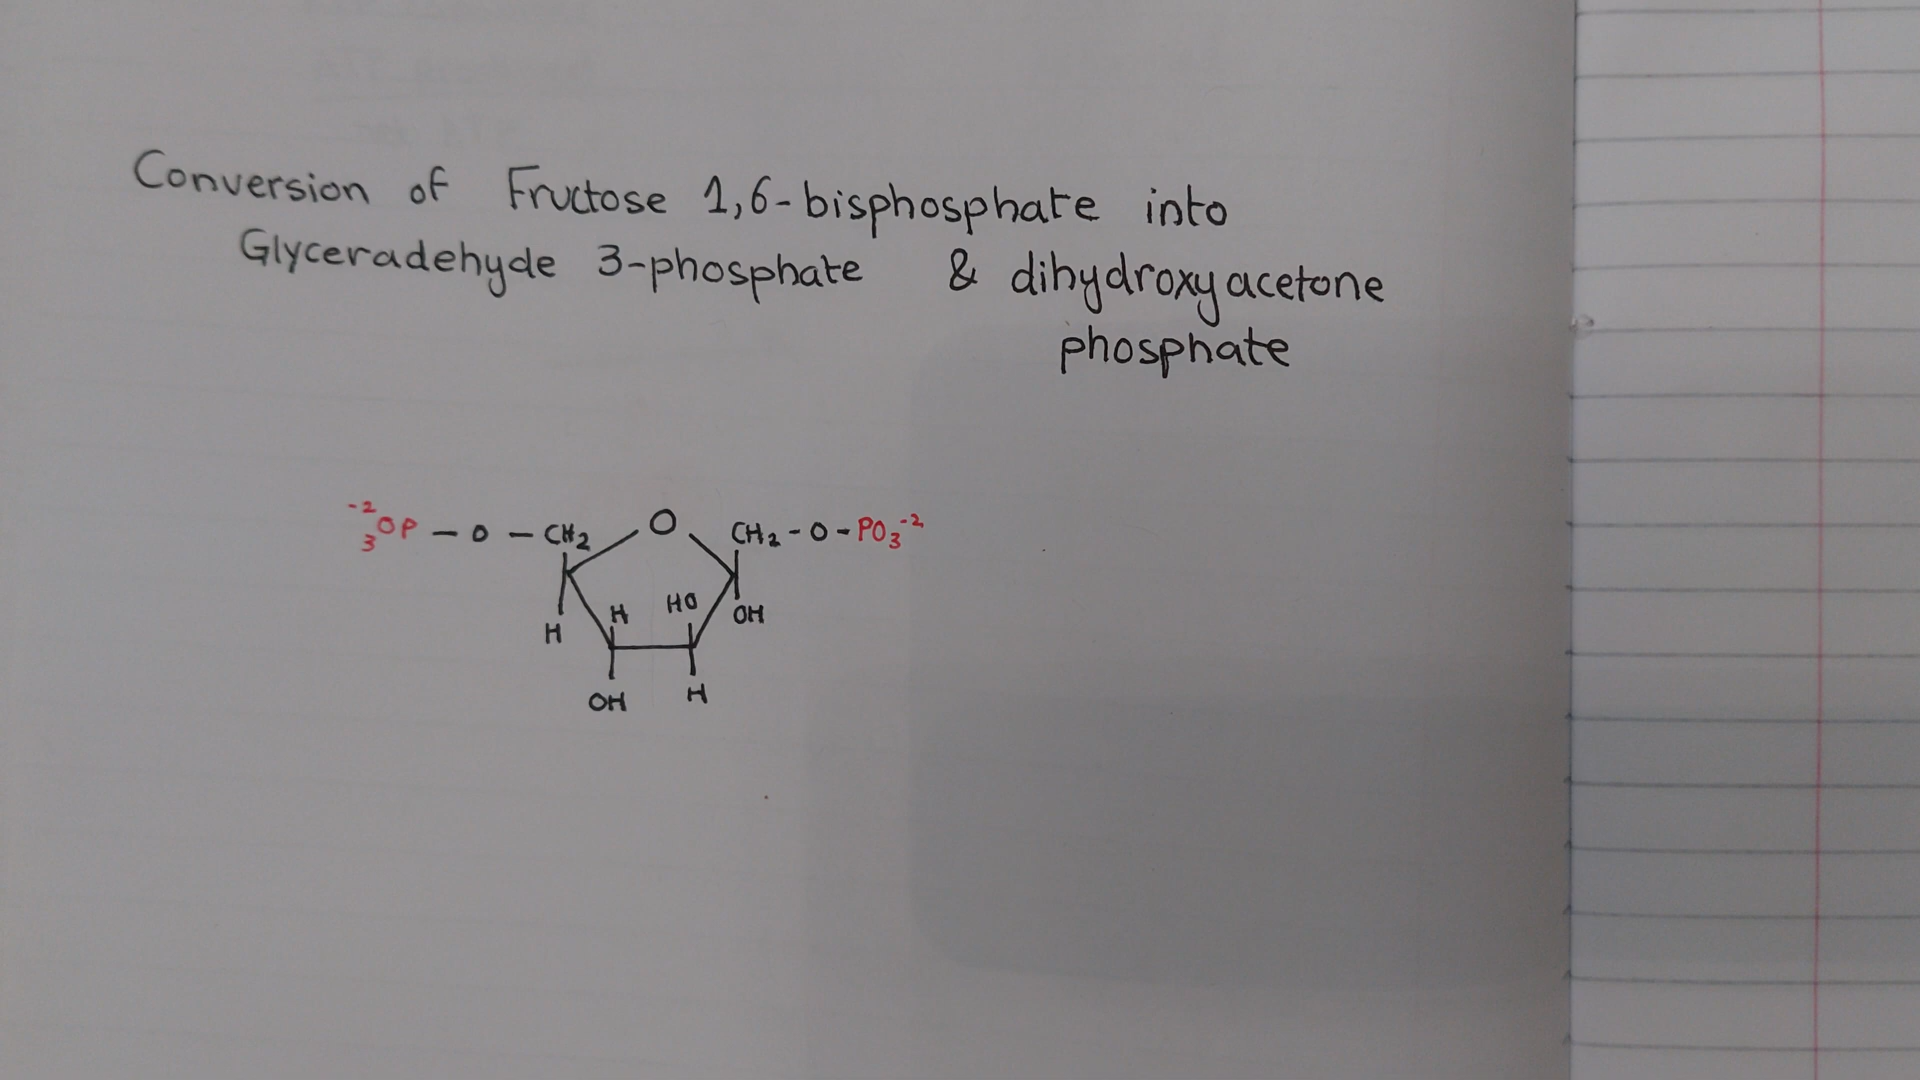 Conversion of Fructose 1,6-bisphosphate into
Glyceradehyde 3-phosphate & dihydroxyacetone
phosphate
-2 3OP - O - CH2 O CH2 - O - PO3 -2
H H HO OH
OH H